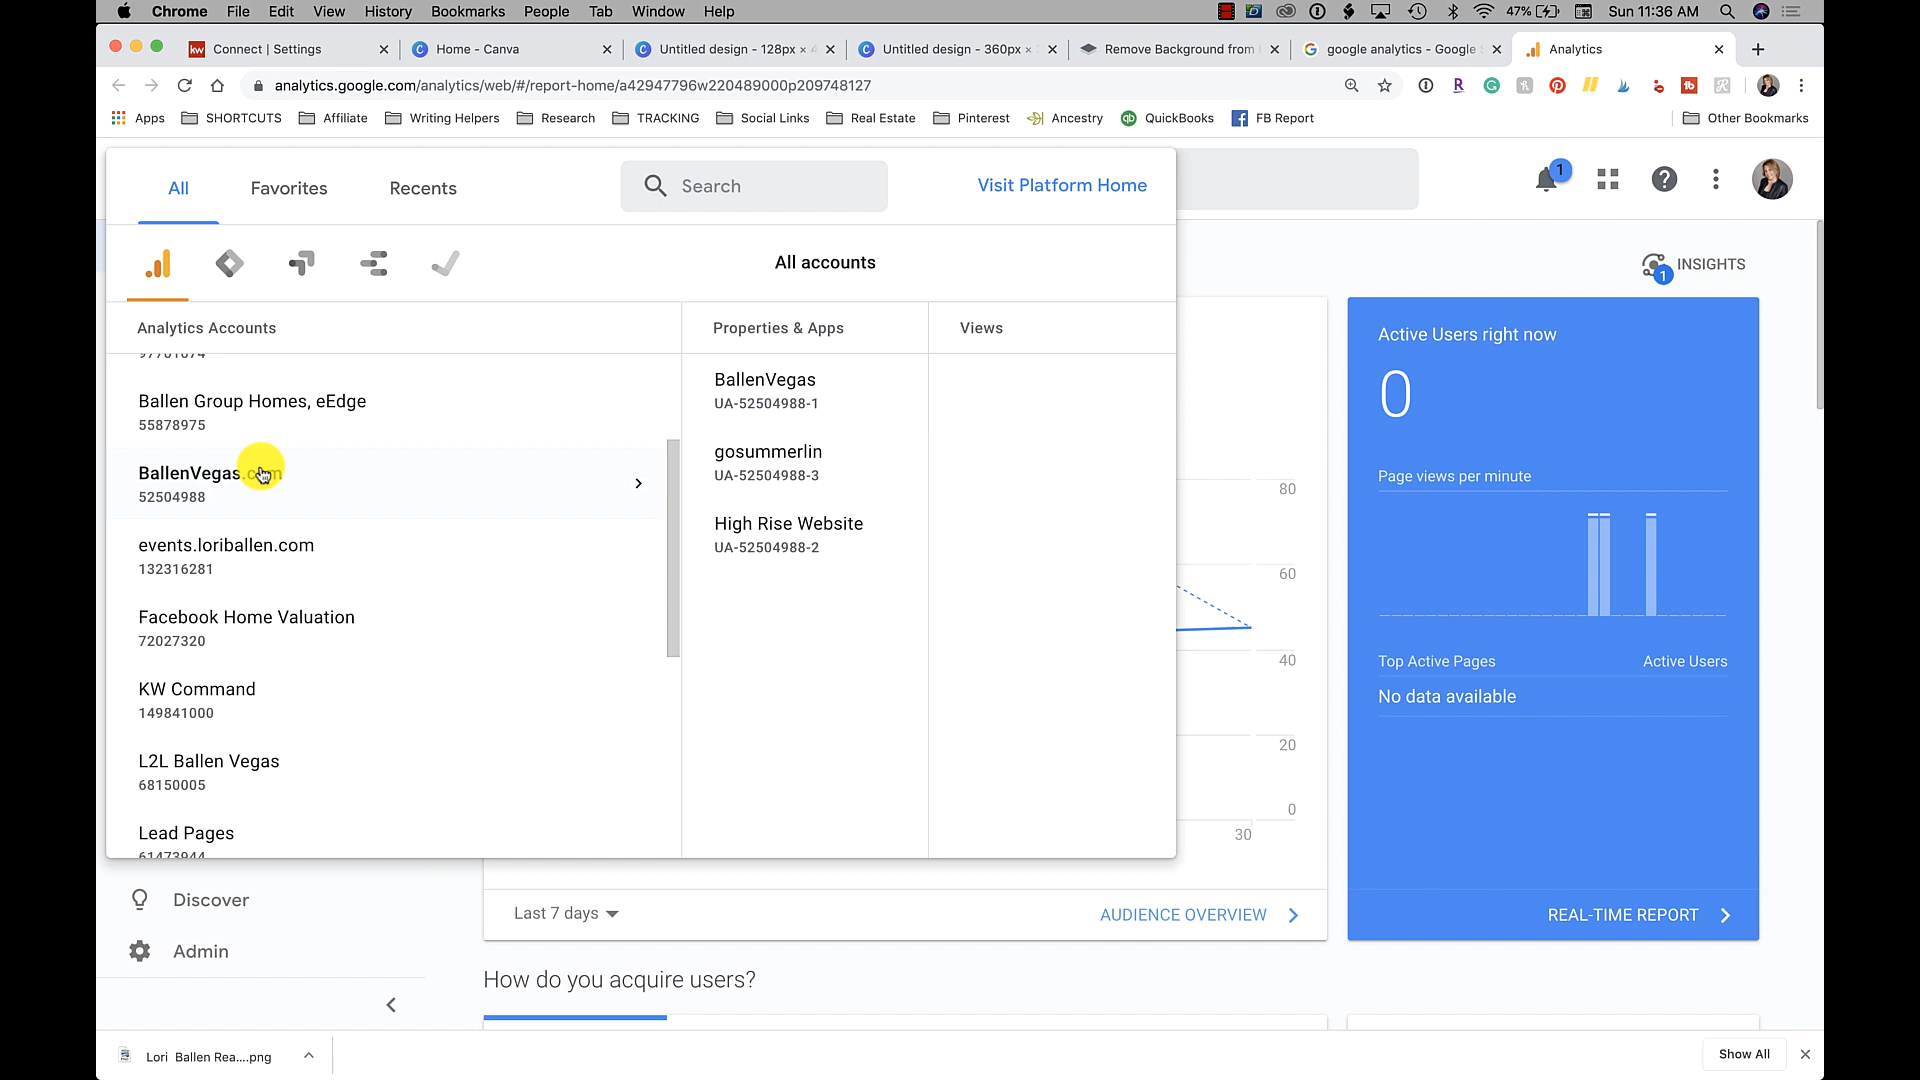 Chrome File Edit View History Bookmarks People Tab Window Help 47% Sun 11:36 AM
kw Connect | Settings Home - Canva Untitled design - 128px × Untitled design - 360px × Remove Background from google analytics - Google Analytics
analytics.google.com/analytics/web/#/report-home/a42947796w220489000p209748127
Apps SHORTCUTS Affiliate Writing Helpers Research TRACKING Social Links Real Estate Pinterest Ancestry QuickBooks FB Report Other Bookmarks
All Favorites Recents Search Visit Platform Home 1
All accounts
1 INSIGHTS
Analytics Accounts Properties & Apps Views
Ballen Group Homes, eEdge
55878975
BallenVegas.com
52504988
events.loriballen.com
132316281
Facebook Home Valuation
72027320
KW Command
149841000
L2L Ballen Vegas
68150005
Lead Pages
61473944
BallenVegas
UA-52504988-1
gosummerlin
UA-52504988-3
High Rise Website
UA-52504988-2
80
60
40
20
0
30
Active Users right now
0
Page views per minute
Top Active Pages Active Users
No data available
REAL-TIME REPORT
Discover
Admin
Last 7 days AUDIENCE OVERVIEW
How do you acquire users?
Lori Ballen Rea....png Show All